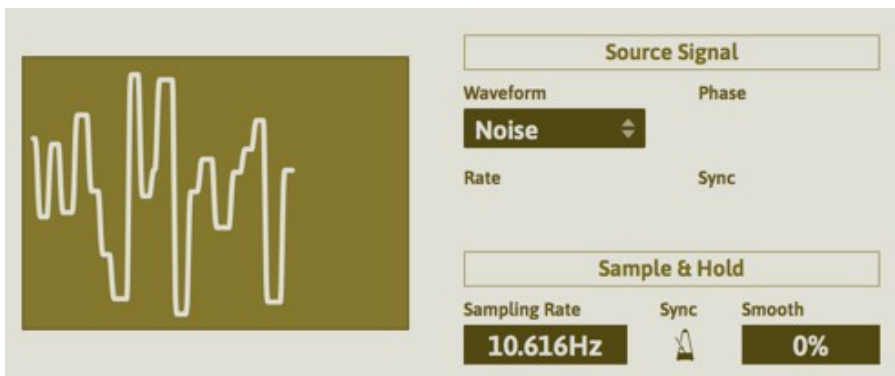 Source Signal
Waveform Phase
Noise
Rate Sync
Sample & Hold
Sampling Rate Sync Smooth
10.616Hz 0%